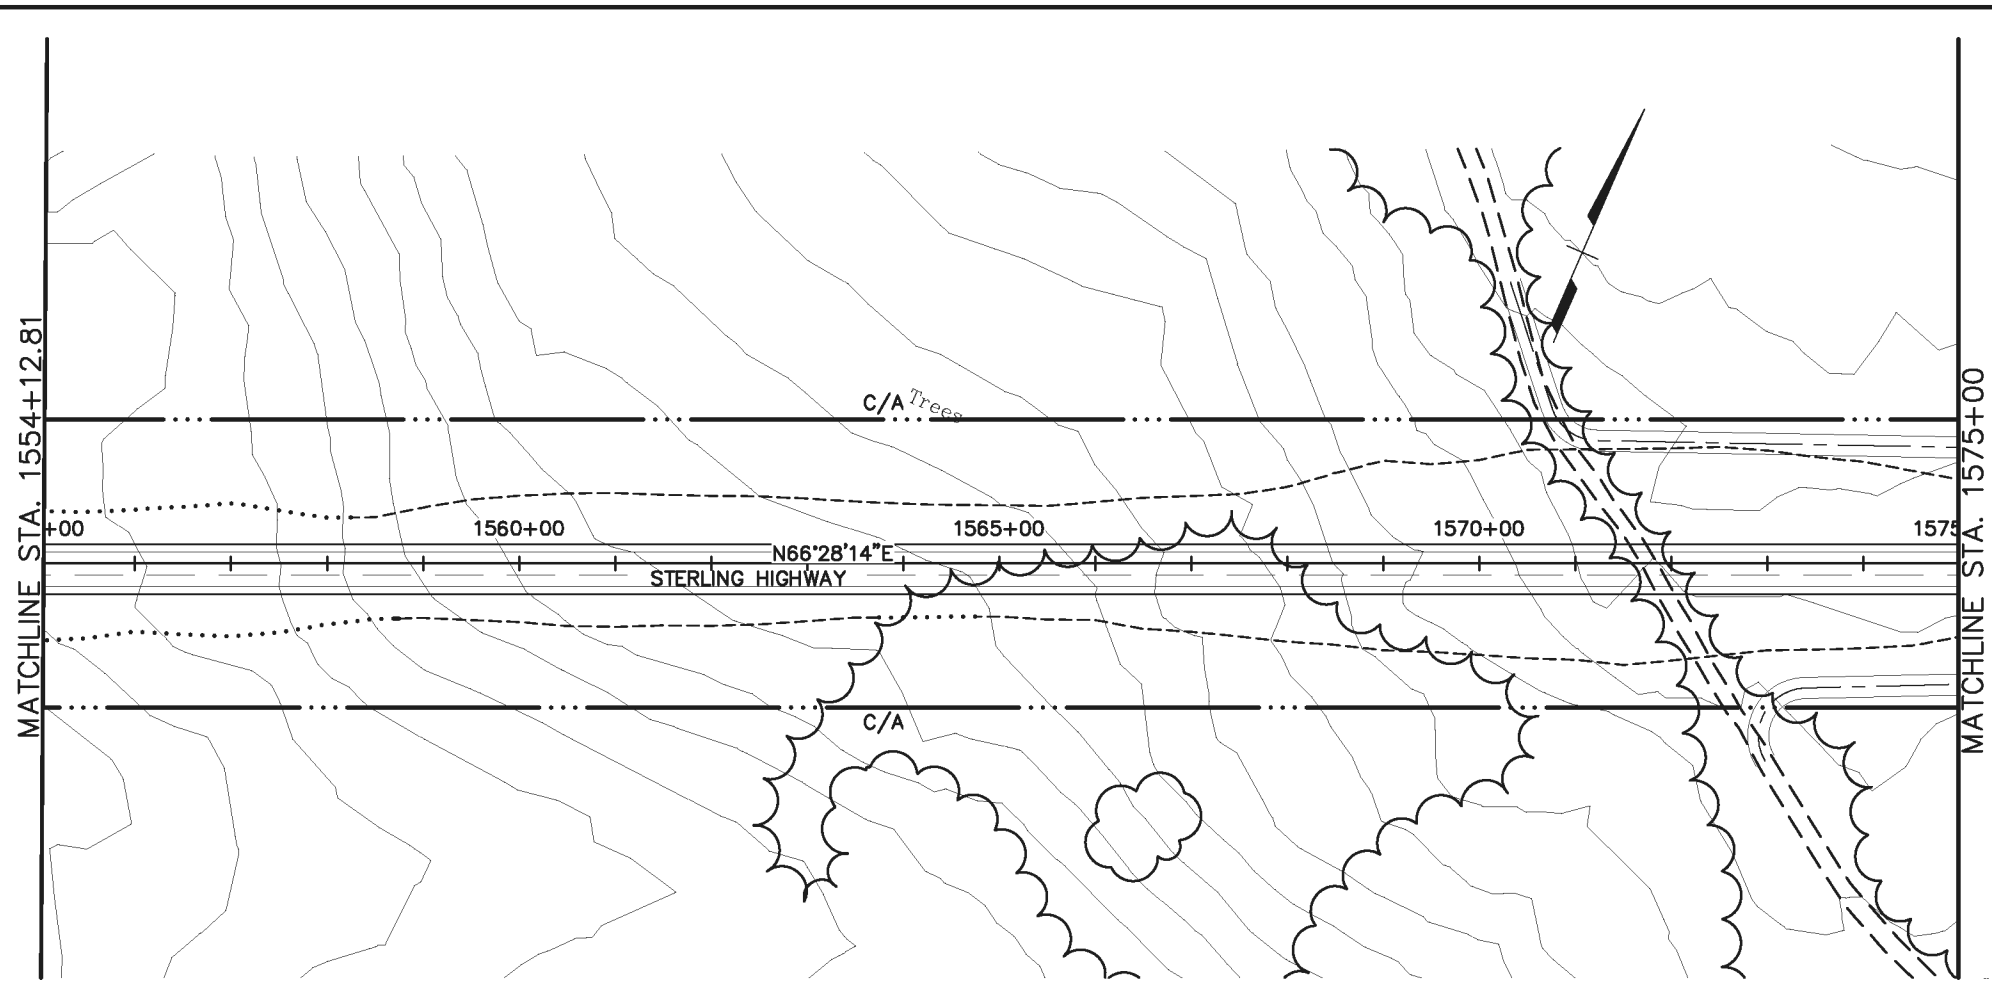 MATCHLINE STA. 1554+12.81
C/A
Trees
+00
1560+00
1565+00
1570+00
1575
N66°28'14"E
STERLING HIGHWAY
C/A
MATCHLINE STA. 1575+00